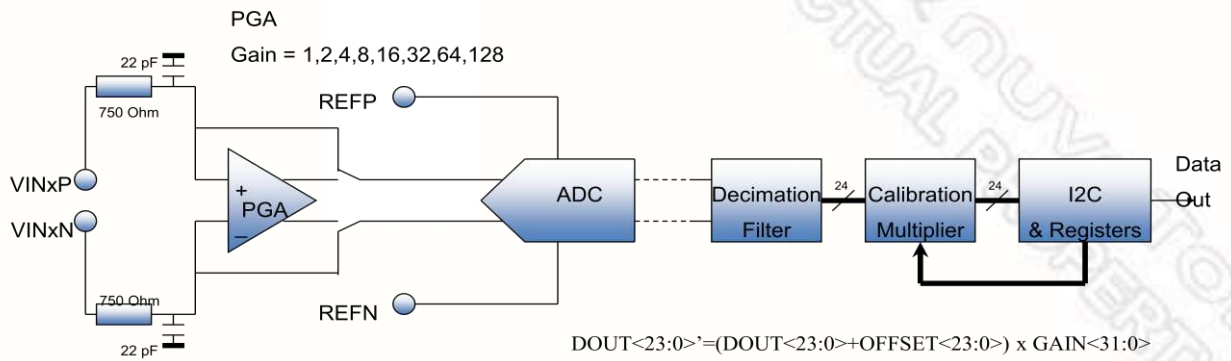 PGA
Gain = 1,2,4,8,16,32,64,128
22 pF
750 Ohm
REFP
VINxP
VINxN
+
PGA
–
ADC
Decimation
Filter
24
Calibration
Multiplier
24
I2C
& Registers
Data
Out
750 Ohm
22 pF
REFN
DOUT<23:0>’=(DOUT<23:0>+OFFSET<23:0>) x GAIN<31:0>